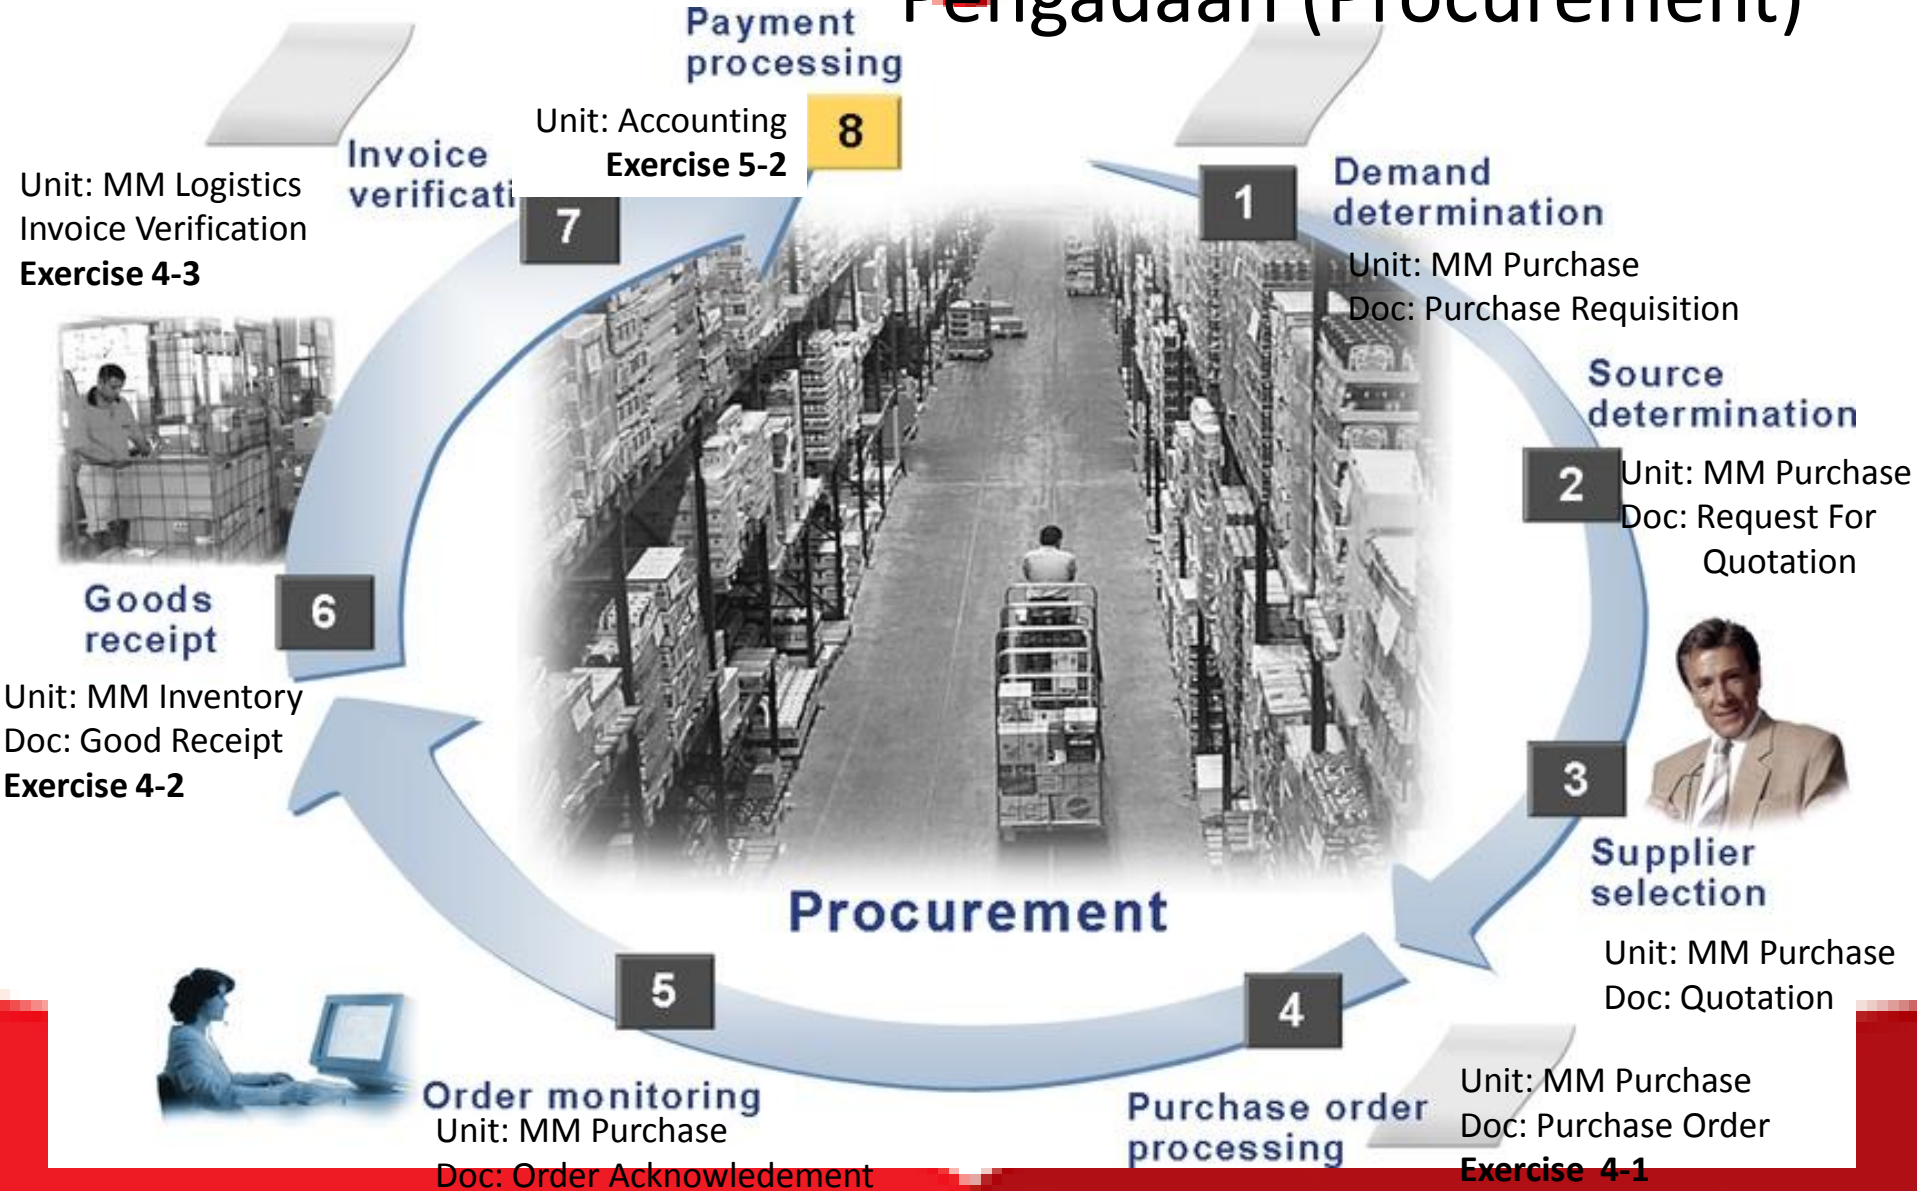 Pengadaan (Procurement)
Payment
processing
8
Unit: Accounting
Exercise 5-2
1
Demand
determination
Unit: MM Purchase
Doc: Purchase Requisition
Source
determination
2
Unit: MM Purchase
Doc: Request For
Quotation
3
Supplier
selection
Unit: MM Purchase
Doc: Quotation
4
Purchase order
processing
Unit: MM Purchase
Doc: Purchase Order
Exercise 4-1
5
Order monitoring
Unit: MM Purchase
Doc: Order Acknowledement
6
Goods
receipt
Unit: MM Inventory
Doc: Good Receipt
Exercise 4-2
7
Invoice
verificati
Unit: MM Logistics
Invoice Verification
Exercise 4-3
Procurement